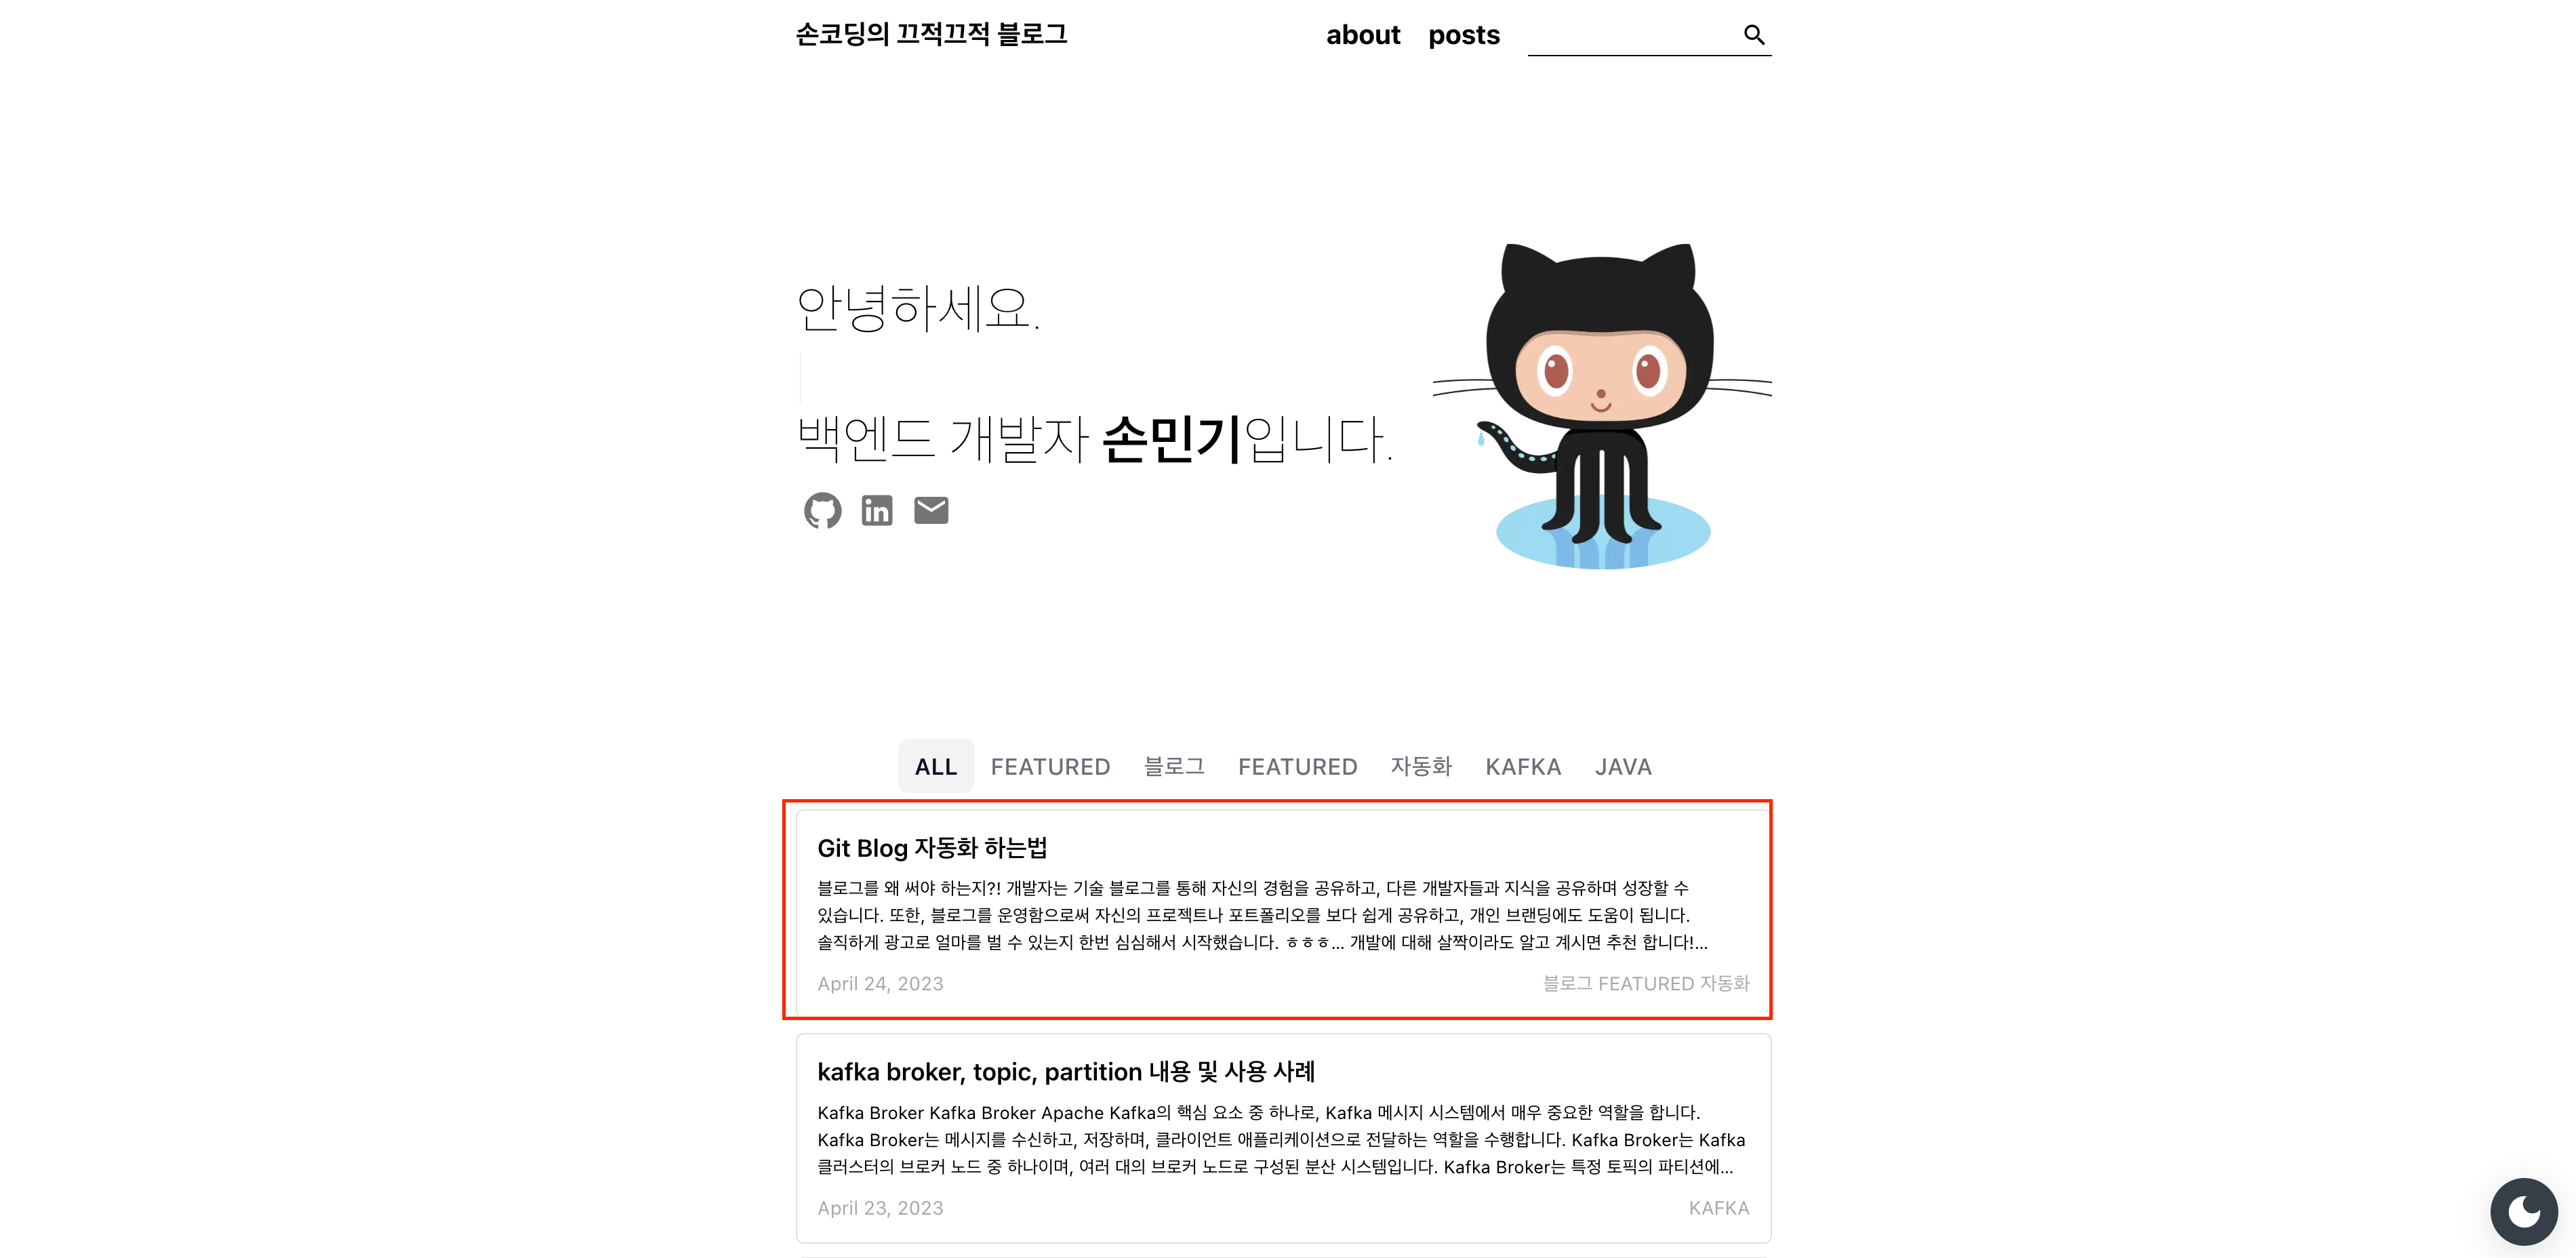 손코딩의 끄적끄적 블로그
about posts
안녕하세요.
백엔드 개발자 손민기입니다.
in
ALL FEATURED 블로그 FEATURED 자동화 KAFKA JAVA
Git Blog 자동화 하는법
블로그를 왜 써야 하는지?! 개발자는 기술 블로그를 통해 자신의 경험을 공유하고, 다른 개발자들과 지식을 공유하며 성장할 수
있습니다. 또한, 블로그를 운영함으로써 자신의 프로젝트나 포트폴리오를 보다 쉽게 공유하고, 개인 브랜딩에도 도움이 됩니다.
솔직하게 광고로 얼마를 벌 수 있는지 한번 심심해서 시작했습니다. ㅎㅎㅎ... 개발에 대해 살짝이라도 알고 계시면 추천 합니다!...
April 24, 2023 블로그 FEATURED 자동화
kafka broker, topic, partition 내용 및 사용 사례
Kafka Broker Kafka Broker Apache Kafka의 핵심 요소 중 하나로, Kafka 메시지 시스템에서 매우 중요한 역할을 합니다.
Kafka Broker는 메시지를 수신하고, 저장하며, 클라이언트 애플리케이션으로 전달하는 역할을 수행합니다. Kafka Broker는 Kafka
클러스터의 브로커 노드 중 하나이며, 여러 대의 브로커 노드로 구성된 분산 시스템입니다. Kafka Broker는 특정 토픽의 파티션에...
April 23, 2023 KAFKA